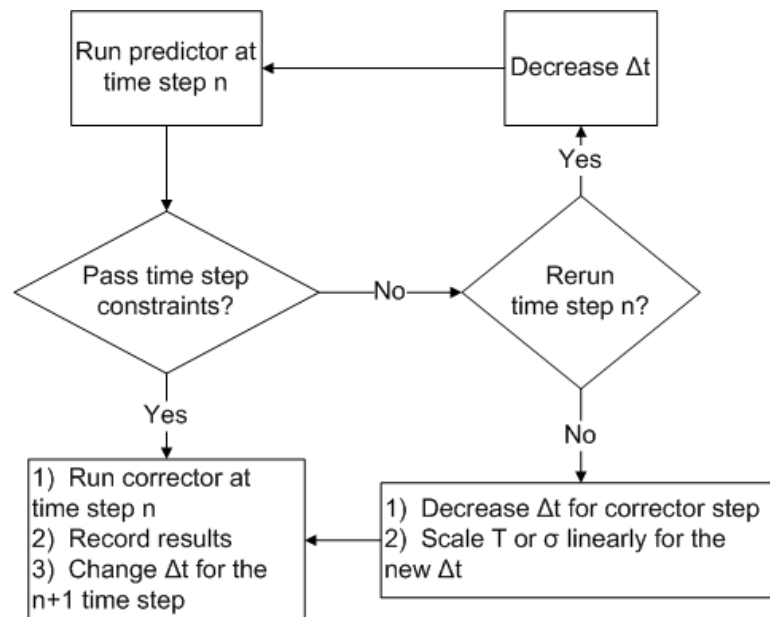 Run predictor at
time step n
Decrease Δt
Yes
Pass time step
constraints?
No
Rerun
time step n?
Yes
No
1) Run corrector at
time step n
2) Record results
3) Change Δt for the
n+1 time step
1) Decrease Δt for corrector step
2) Scale T or σ linearly for the
new Δt